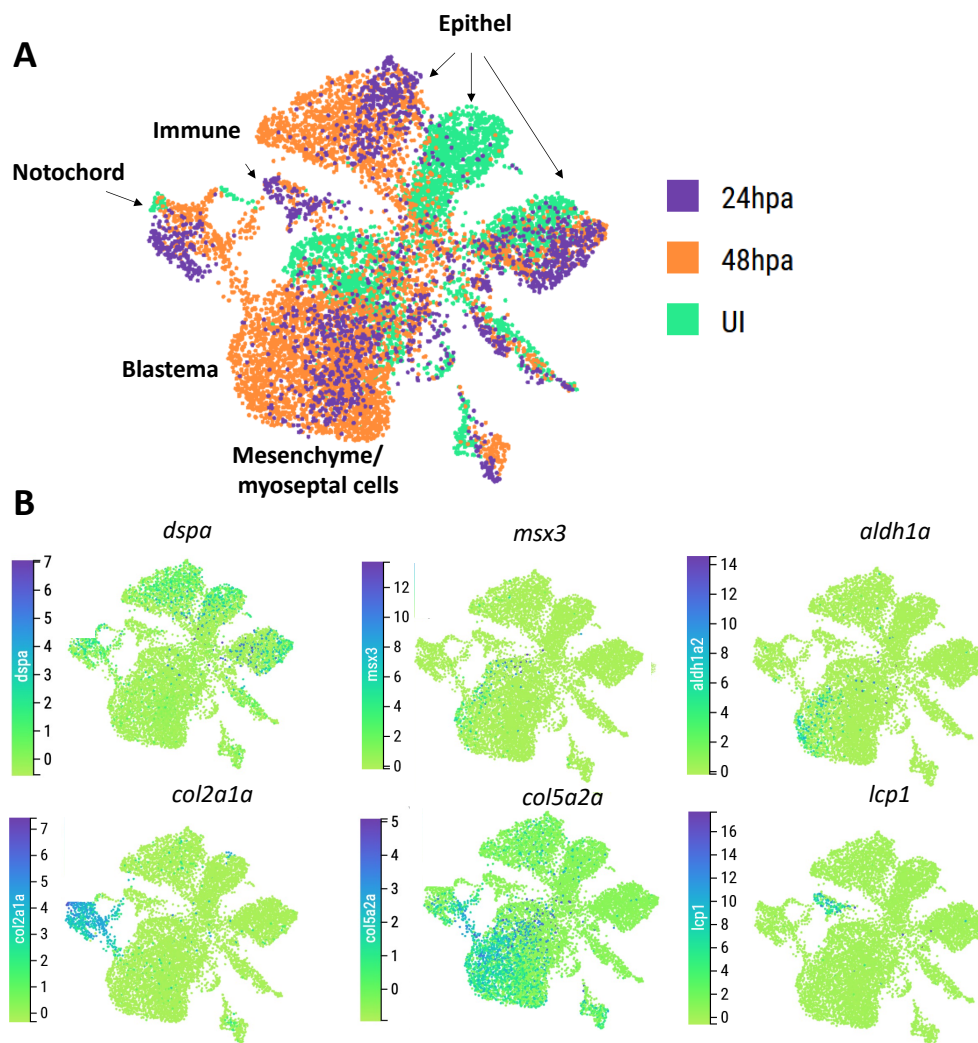 A
Epithel
Immune
Notochord
24hpa
48hpa
UI
Blastema
Mesenchyme/
myoseptal cells
B
dspa
msx3
aldh1a
7
6
5
4
3
2
1
0
dspa
12
10
8
6
4
2
0
msx3
14
12
10
8
6
4
2
0
aldh1a2
col2a1a
col5a2a
lcp1
7
6
5
4
3
2
1
0
col2a1a
5
4
3
2
1
0
col5a2a
16
14
12
10
8
6
4
2
0
lcp1